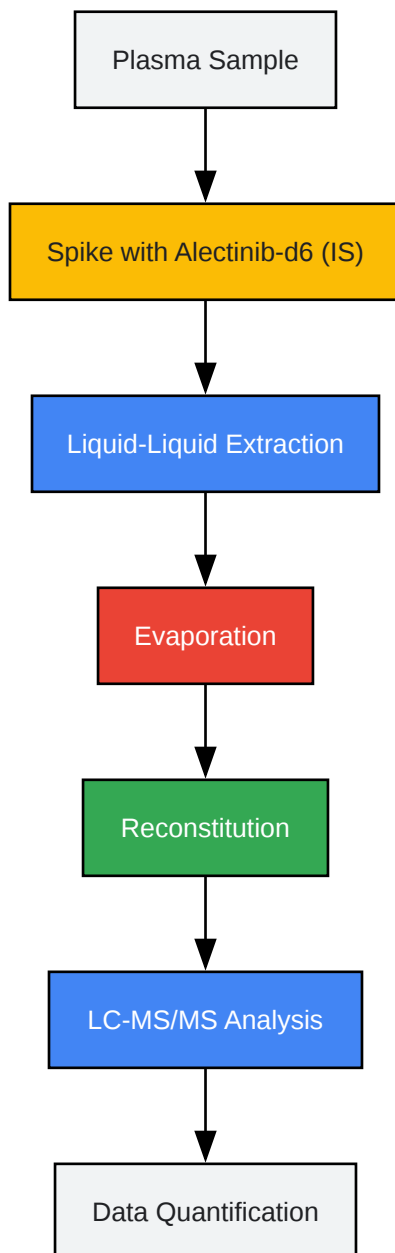 Plasma Sample
Spike with Alectinib-d6 (IS)
Liquid-Liquid Extraction
Evaporation
Reconstitution
LC-MS/MS Analysis
Data Quantification